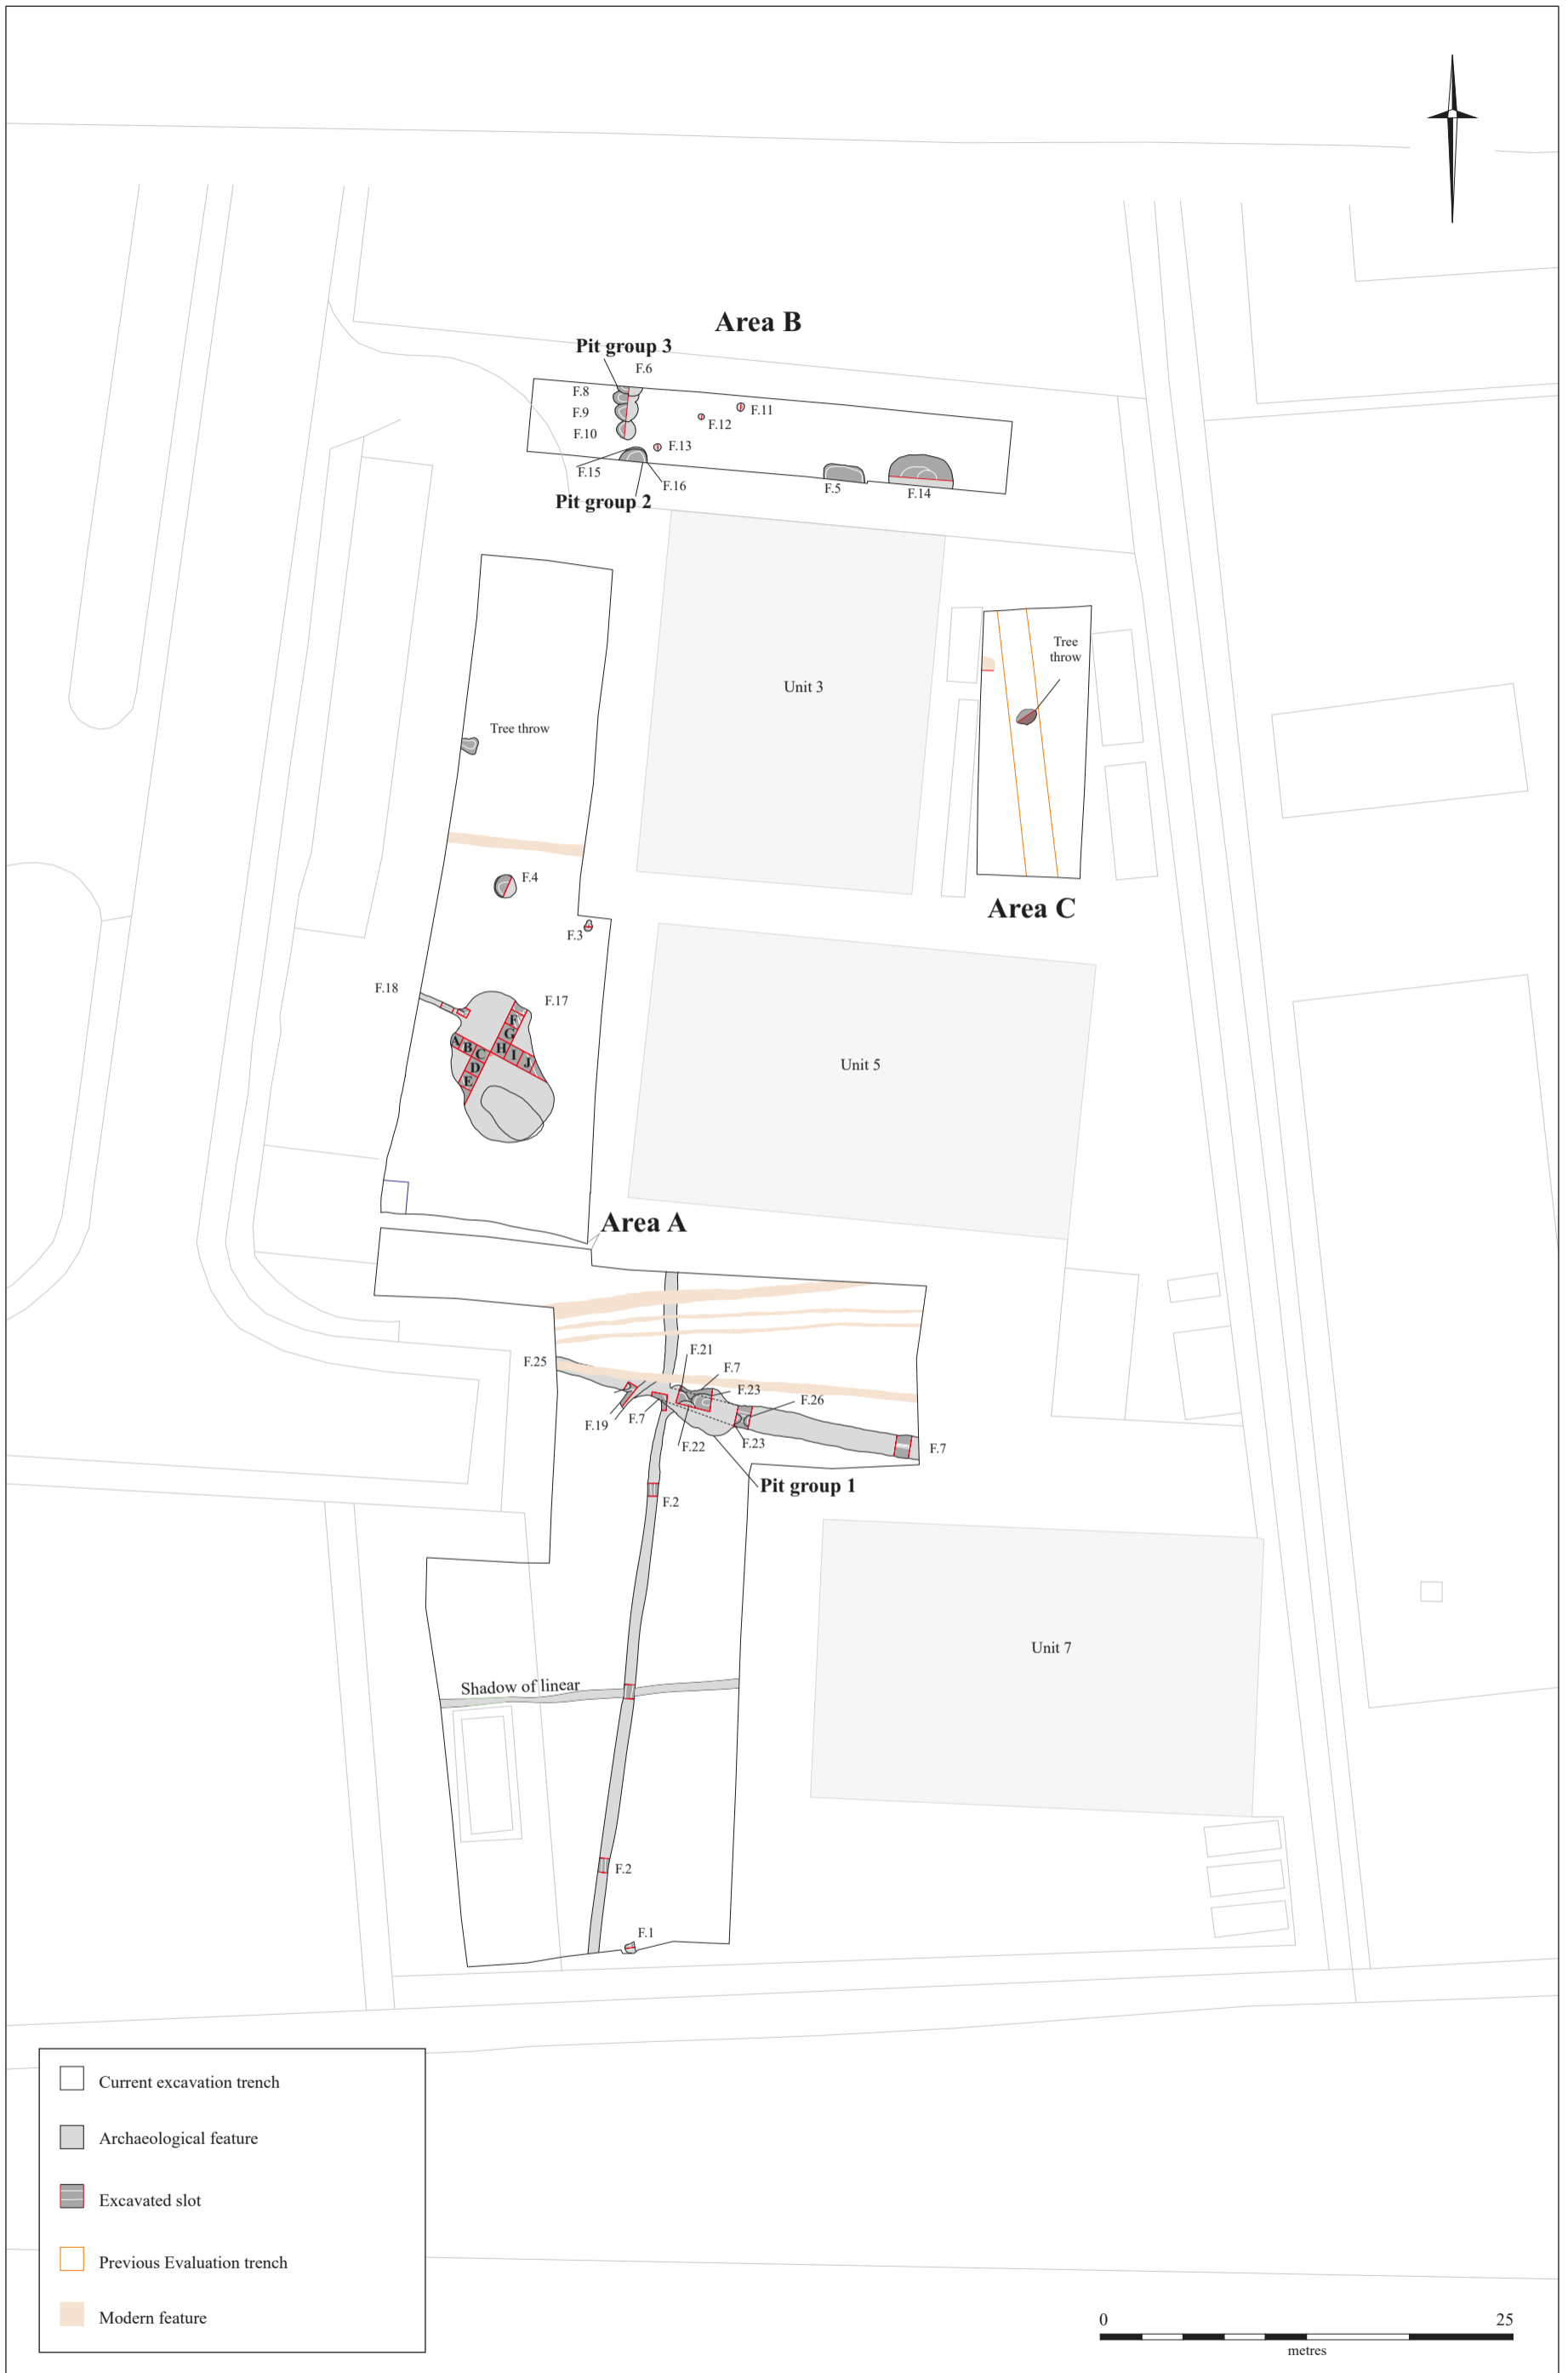 Area B
Pit group 3
F.6
F.8
F.9
F.10
F.11
F.12
F.13
F.15
F.16
Pit group 2
F.5
F.14
Unit 3
Tree
throw
Tree throw
F.4
F.3
Area C
F.18
F.17
F
G
A
B
C
H
I
J
D
E
Unit 5
Area A
F.21
F.25
F.7
F.23
F.26
F.19
F.7
F.22
F.23
F.7
Pit group 1
F.2
Unit 7
Shadow of linear
F.2
F.1
Current excavation trench
Archaeological feature
Excavated slot
Previous Evaluation trench
Modern feature
0 25
metres